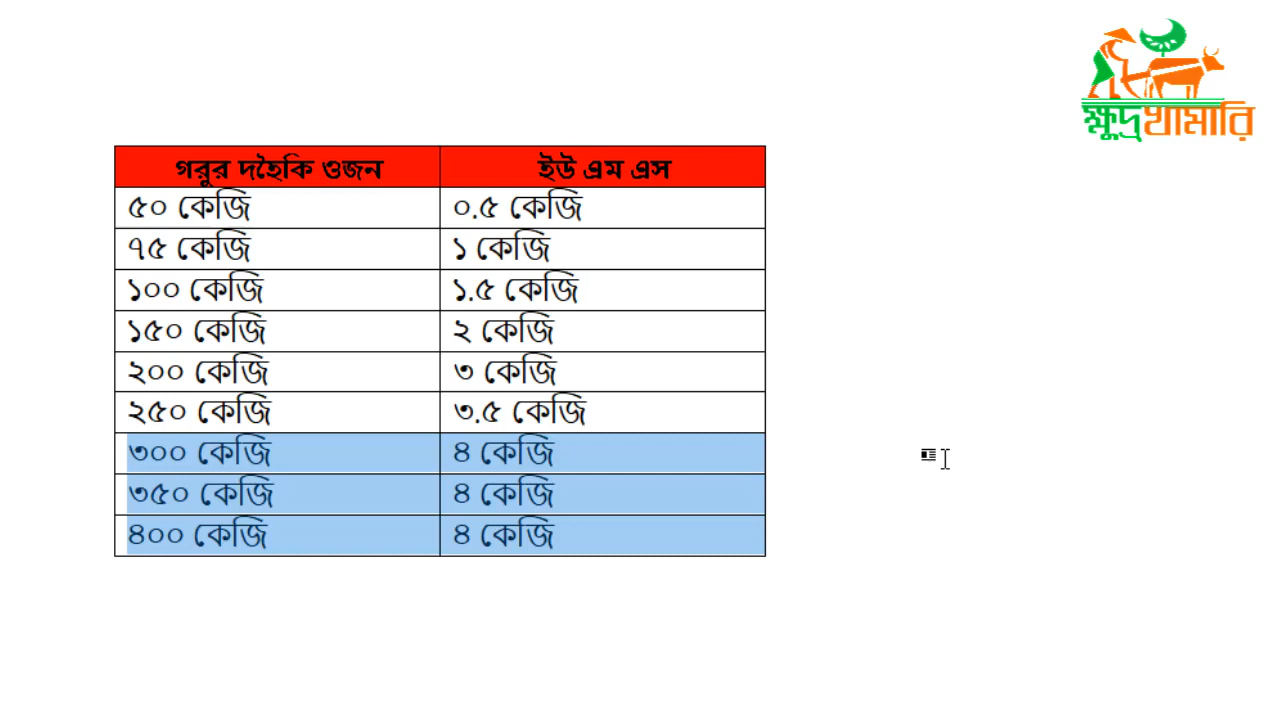 ক্ষুদ্রখামারি
গরুর দহৈকি ওজন ইউ এম এস
৫০ কেজি ০.৫ কেজি
৭৫ কেজি ১ কেজি
১০০ কেজি ১.৫ কেজি
১৫০ কেজি ২ কেজি
২০০ কেজি ৩ কেজি
২৫০ কেজি ৩.৫ কেজি
৩০০ কেজি ৪ কেজি
৩৫০ কেজি ৪ কেজি
৪০০ কেজি ৪ কেজি